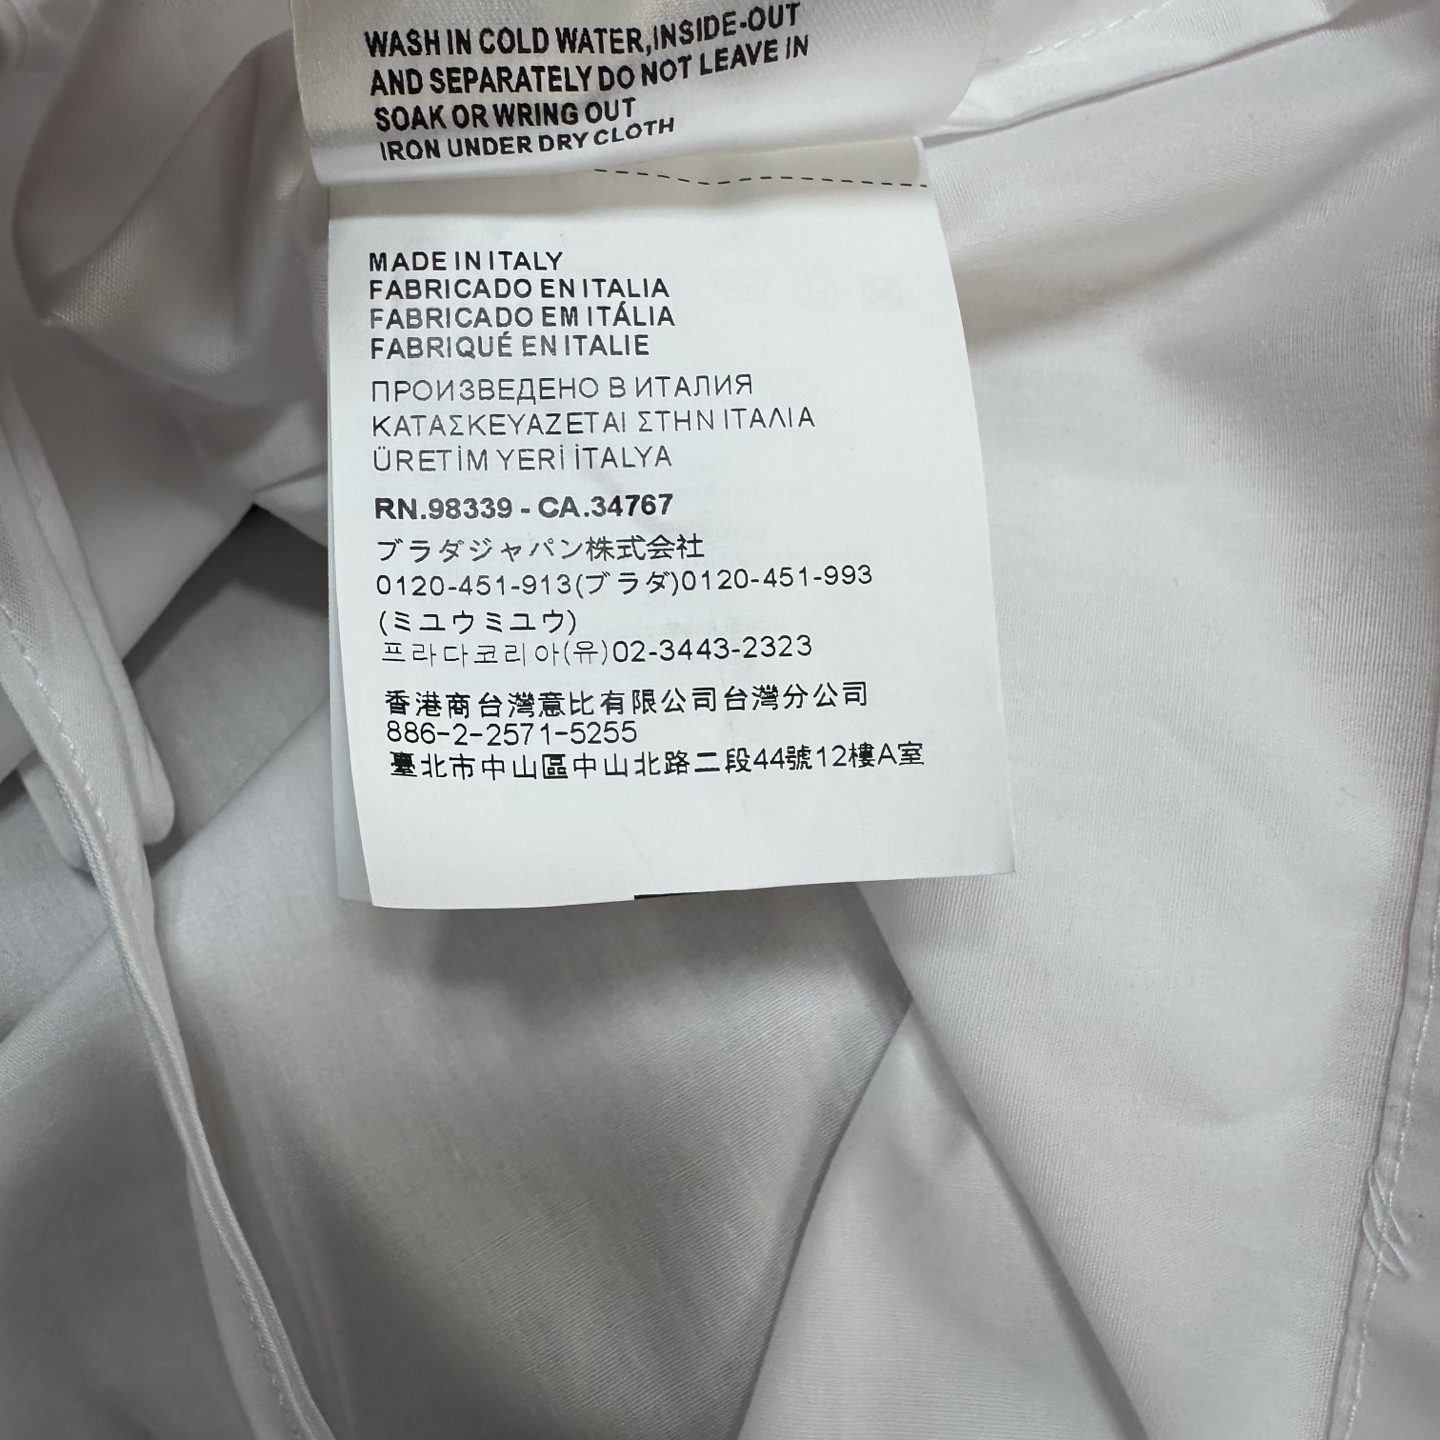 WASH IN COLD WATER,INSIDE-OUT
AND SEPARATELY DO NOT LEAVE IN
SOAK OR WRING OUT
IRON UNDER DRY CLOTH
MADE IN ITALY
FABRICADO EN ITALIA
FABRICADO EM ITÁLIA
FABRIQUÉ EN ITALIE
ПРОИЗВЕДЕНО В ИТАЛИЯ
ΚΑΤΑΣΚΕΥΑΖΕΤΑΙ ΣΤΗΝ ΙΤΑΛΙΑ
ÜRETİM YERİ İTALYA
RN.98339 - CA.34767
プラダジャパン株式会社
0120-451-913(プラダ)0120-451-993
(ミユウミユウ)
프라다코리아(유)02-3443-2323
香港商台灣意比有限公司台灣分公司
886-2-2571-5255
臺北市中山區中山北路二段44號12樓A室